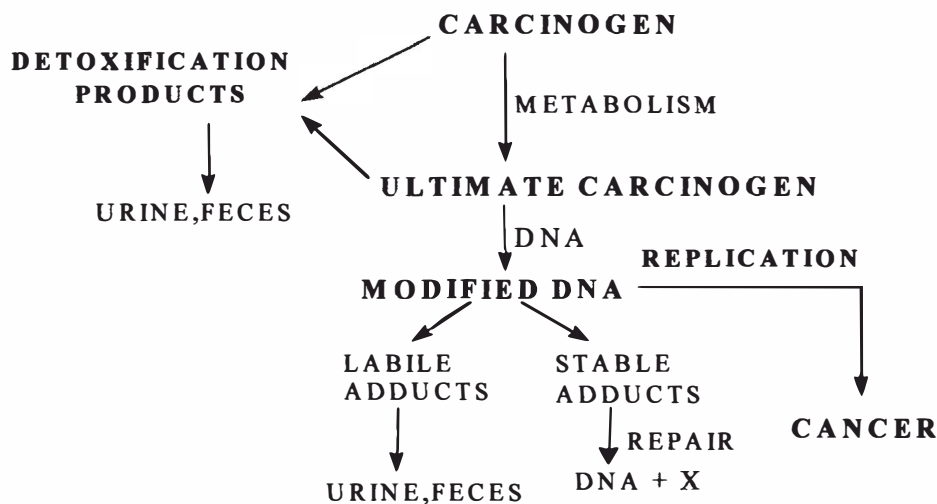 CARCINOGEN
DETOXIFICATION
PRODUCTS
METABOLISM
ULTIMATE CARCINOGEN
URINE,FECES
DNA
REPLICATION
MODIFIED DNA
LABILE
ADDUCTS
STABLE
ADDUCTS
CANCER
REPAIR
URINE,FECES
DNA + X